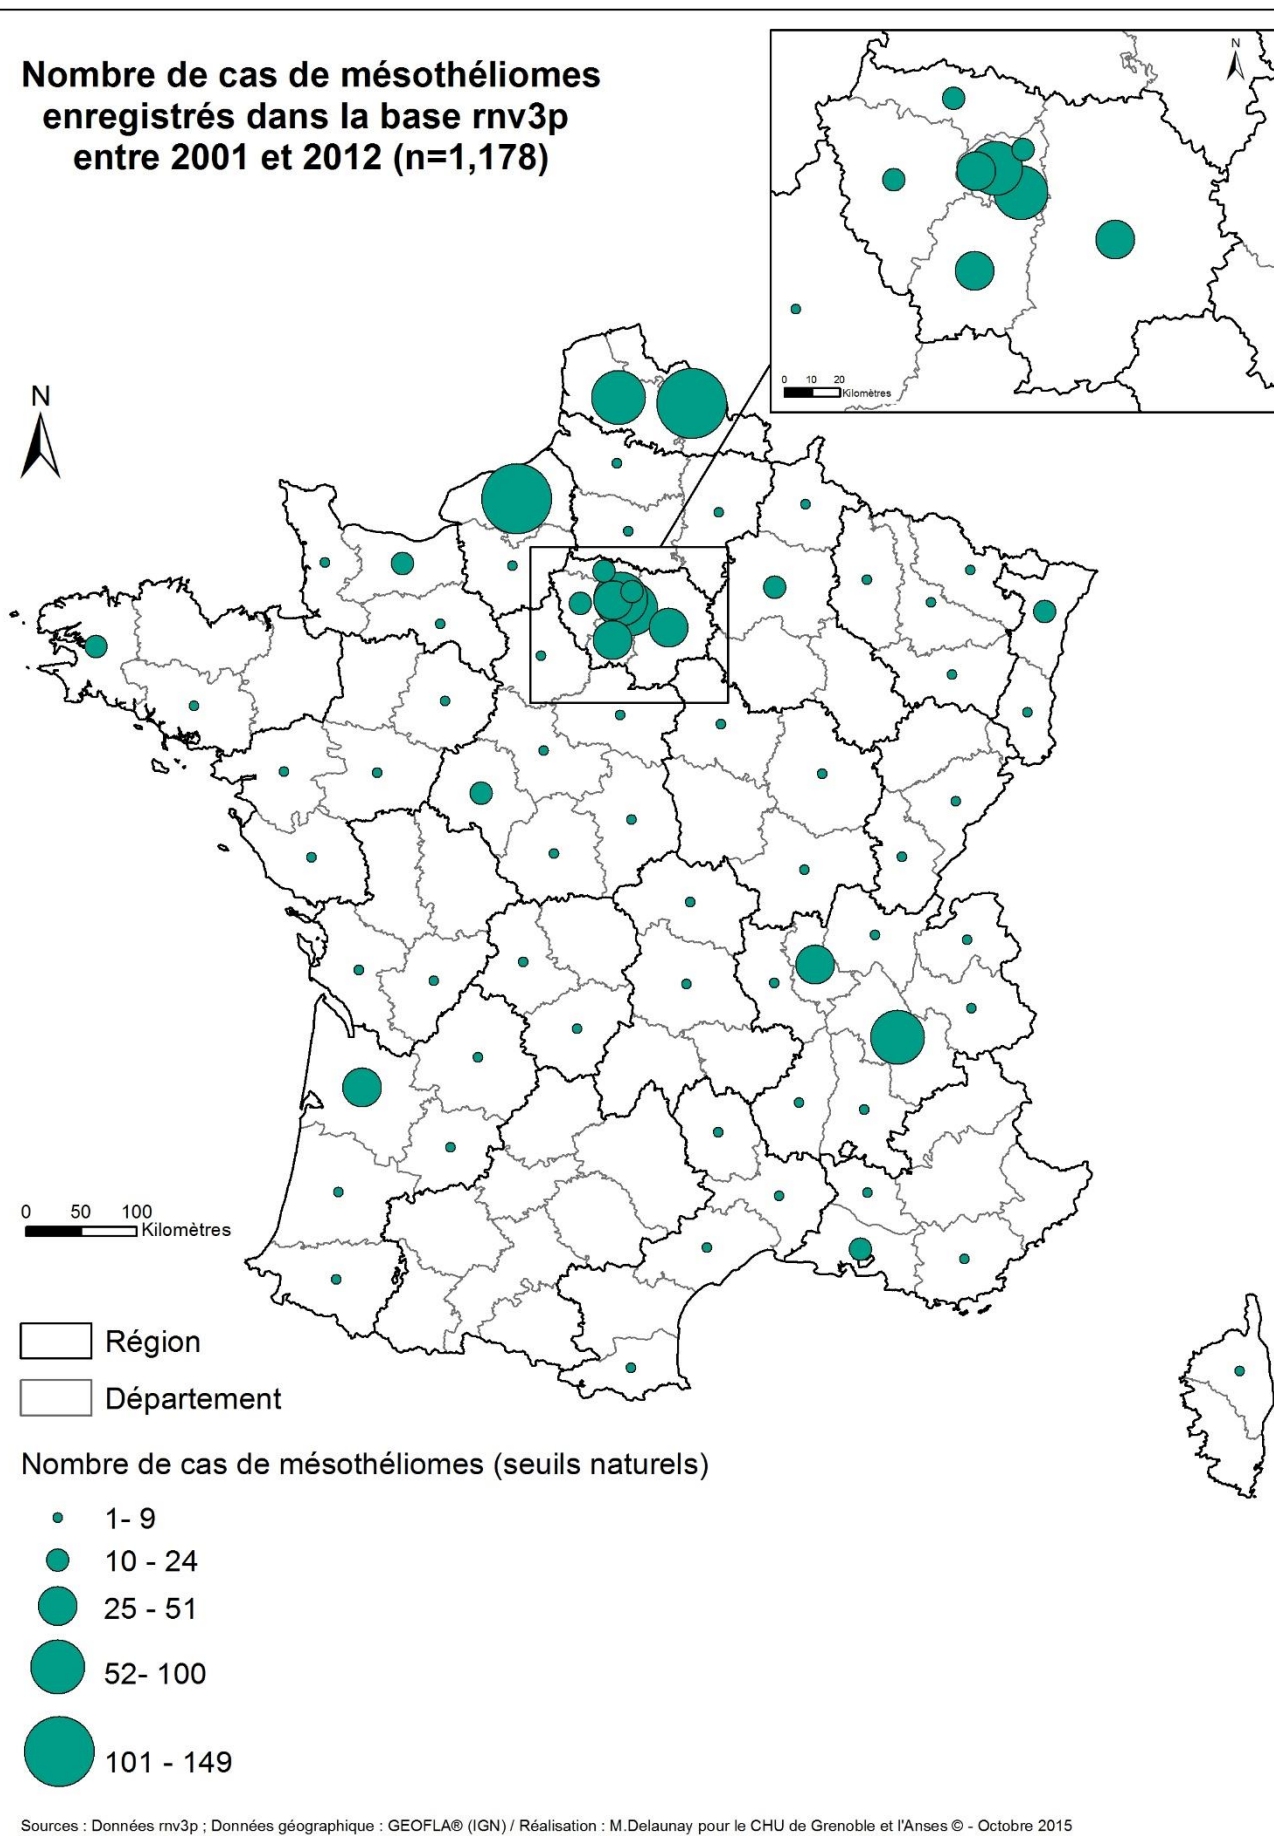 Nombre de cas de mésothéliomes
enregistrés dans la base rnv3p
entre 2001 et 2012 (n=1,178)
N
0 10 20
Kilomètres
N
0 50 100
Kilomètres
Région
Département
Nombre de cas de mésothéliomes (seuils naturels)
1- 9
10 - 24
25 - 51
52- 100
101 - 149
Sources : Données rnv3p ; Données géographique : GEOFLA® (IGN) / Réalisation : M.Delaunay pour le CHU de Grenoble et l'Anses © - Octobre 2015